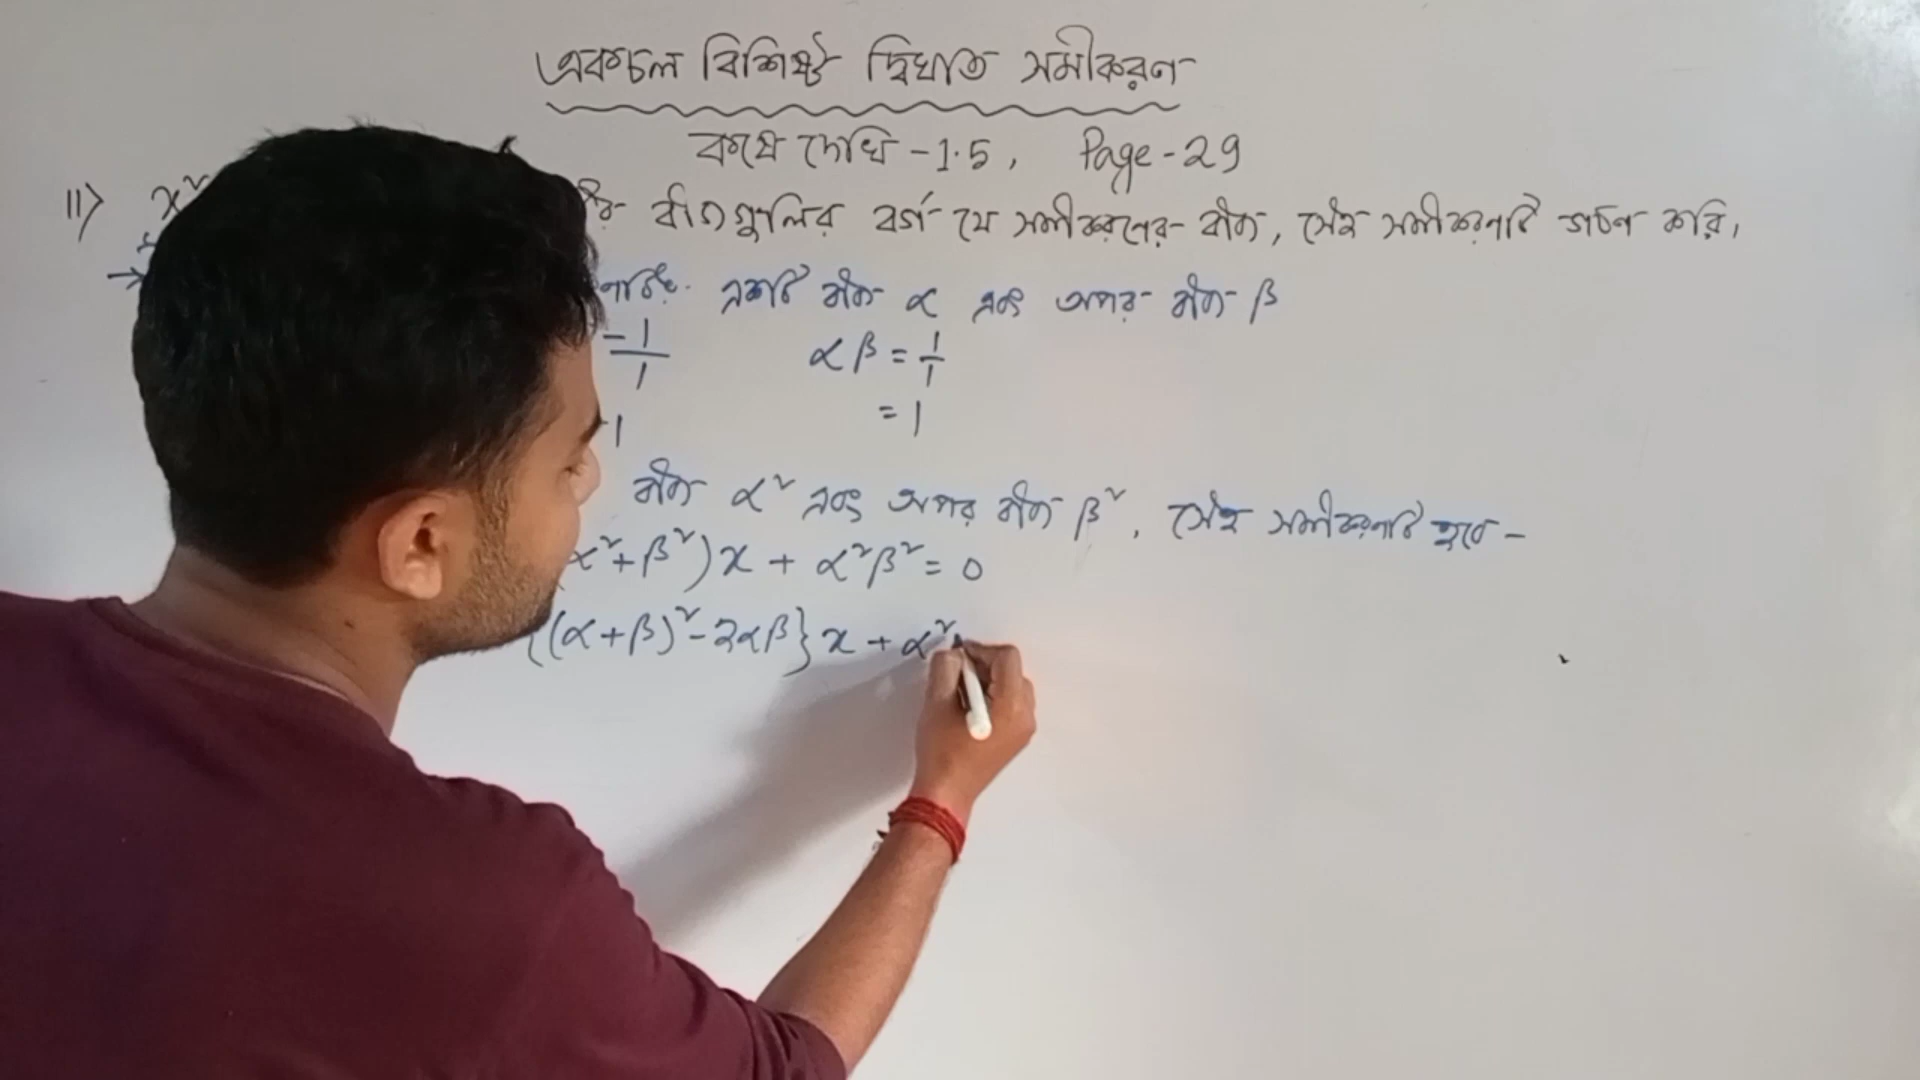 একচল বিশিষ্ট দ্বিঘাত সমীকরণ
কষে দেখি - 1.5, Page - 29
11> x² র বীজগুলির বর্গ যে সমীকরণের বীজ, সেই সমীকরণটি গঠন করি।
→ একটি বীজ α এবং অপর বীজ β
-1/1 αβ = 1/1
1 = 1
বীজ α² এবং অপর বীজ β², সেই সমীকরণটি হবে -
α²+β²)x + α²β² = 0
{(α+β)² - 2αβ}x + α²